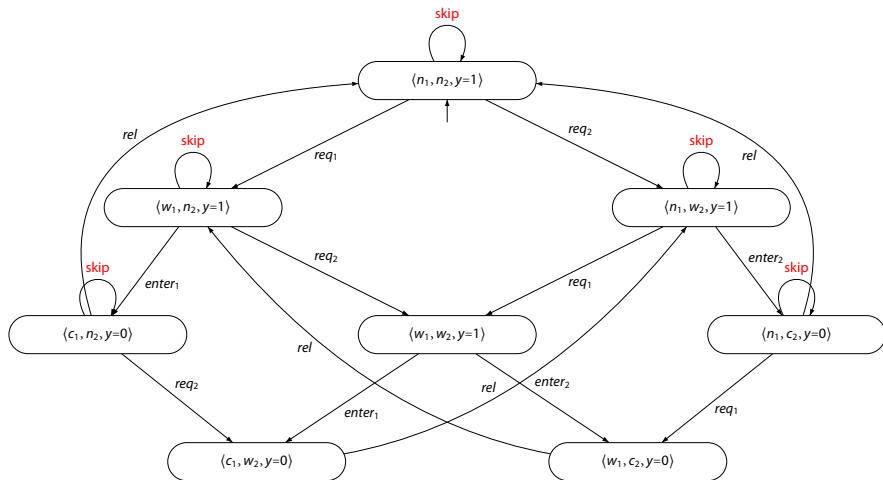 skip
⟨n₁, n₂, y=1⟩
rel
req₁
req₂
rel
skip
skip
⟨w₁, n₂, y=1⟩
⟨n₁, w₂, y=1⟩
skip
enter₁
req₂
req₁
enter₂
skip
⟨c₁, n₂, y=0⟩
⟨w₁, w₂, y=1⟩
⟨n₁, c₂, y=0⟩
req₂
rel
enter₁
rel
enter₂
req₁
⟨c₁, w₂, y=0⟩
⟨w₁, c₂, y=0⟩